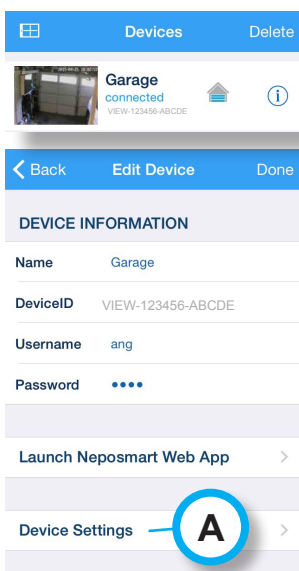 Devices Delete
Garage
connected
VIEW-123456-ABCDE
Back Edit Device Done
DEVICE INFORMATION
Name Garage
DeviceID VIEW-123456-ABCDE
Username ang
Password ••••
Launch Neposmart Web App
Device Settings A